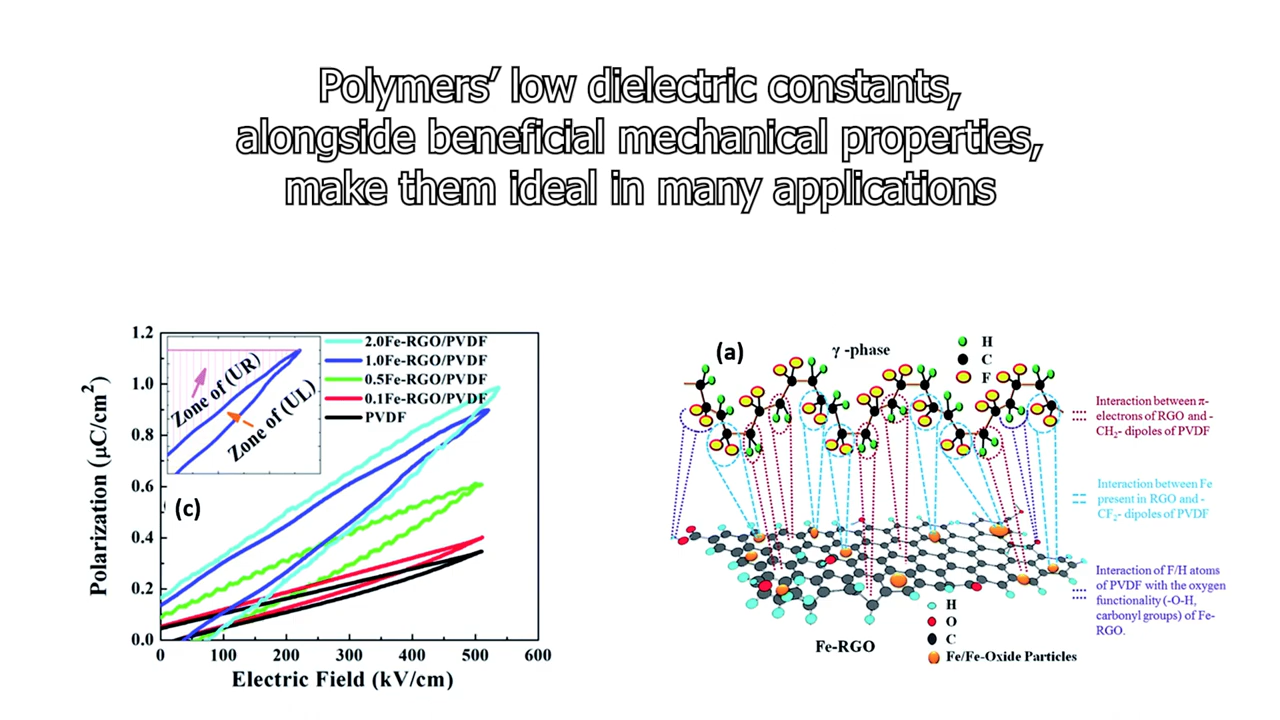 Polymers’ low dielectric constants,
alongside beneficial mechanical properties,
make them ideal in many applications
1.2
1.0
0.8
0.6
0.4
0.2
0.0
Polarization (μC/cm²)
Zone of (UR)
Zone of (UL)
2.0Fe-RGO/PVDF
1.0Fe-RGO/PVDF
0.5Fe-RGO/PVDF
0.1Fe-RGO/PVDF
PVDF
(c)
0 100 200 300 400 500 600
Electric Field (kV/cm)
(a)
γ -phase
H
C
F
Interaction between π-
electrons of RGO and -
CH₂- dipoles of PVDF
Interaction between Fe
present in RGO and -
CF₂- dipoles of PVDF
Interaction of F/H atoms
of PVDF with the oxygen
functionality (-O-H,
carbonyl groups) of Fe-
RGO.
H
O
C
Fe/Fe-Oxide Particles
Fe-RGO